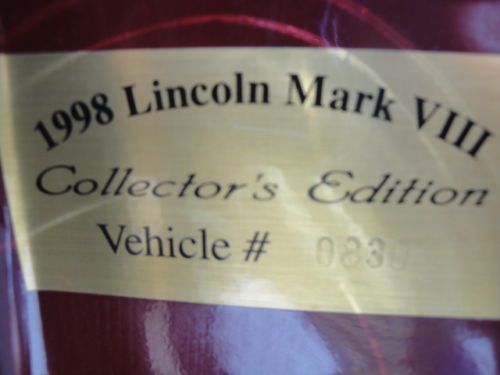 1998 Lincoln Mark VIII
Collector's Edition
Vehicle #